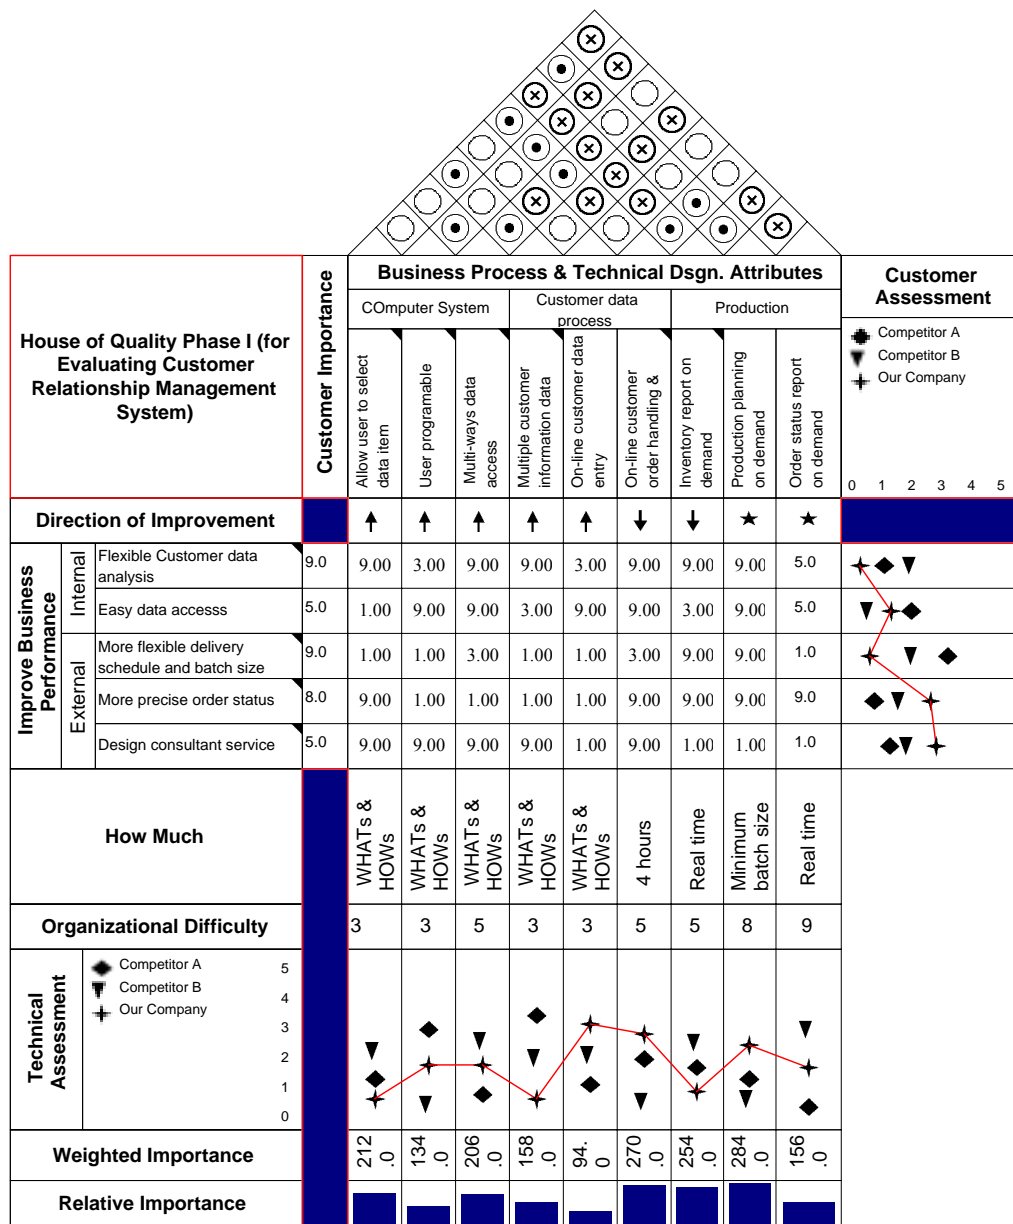 Business Process & Technical Dsgn. Attributes
Customer
Assessment
COmputer System
Customer data
process
Production
House of Quality Phase I (for
Evaluating Customer
Relationship Management
System)
Customer Importance
Allow user to select
data item
User programable
Multi-ways data
access
Multiple customer
information data
On-line customer data
entry
On-line customer
order handling &
Inventory report on
demand
Production planning
on demand
Order status report
on demand
Competitor A
Competitor B
Our Company
0 1 2 3 4 5
Direction of Improvement
Improve Business
Performance
Internal
Flexible Customer data
analysis
9.0 9.00 3.00 9.00 9.00 3.00 9.00 9.00 9.00 5.0
Easy data accesss
5.0 1.00 9.00 9.00 3.00 9.00 9.00 3.00 9.00 5.0
External
More flexible delivery
schedule and batch size
9.0 1.00 1.00 3.00 1.00 1.00 3.00 9.00 9.00 1.0
More precise order status
8.0 9.00 1.00 1.00 1.00 1.00 9.00 9.00 9.00 9.0
Design consultant service
5.0 9.00 9.00 9.00 9.00 1.00 9.00 1.00 1.00 1.0
How Much
WHATs &
HOWs
WHATs &
HOWs
WHATs &
HOWs
WHATs &
HOWs
WHATs &
HOWs
4 hours
Real time
Minimum
batch size
Real time
Organizational Difficulty
3 3 5 3 3 5 5 8 9
Technical
Assessment
Competitor A
Competitor B
Our Company
5
4
3
2
1
0
Weighted Importance
212
.0
134
.0
206
.0
158
.0
94.
0
270
.0
254
.0
284
.0
156
.0
Relative Importance